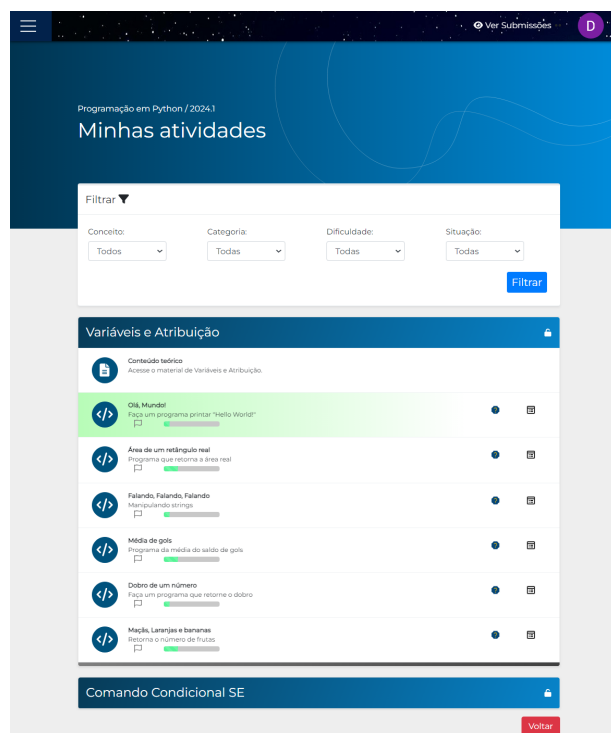 Ver Submissões
D
Programação em Python / 2024.1
Minhas atividades
Filtrar
Conceito: Categoria: Dificuldade: Situação:
Todos Todas Todas Todas
Filtrar
Variáveis e Atribuição
Conteúdo teórico
Acesse o material de Variáveis e Atribuição.
Olá, Mundo!
Faça um programa printar "Hello World!"
Área de um retângulo real
Programa que retorna a área real
Falando, Falando, Falando
Manipulando strings
Média de gols
Programa da média do saldo de gols
Dobro de um número
Faça um programa que retorne o dobro
Maçãs, Laranjas e bananas
Retorna o número de frutas
Comando Condicional SE
Voltar